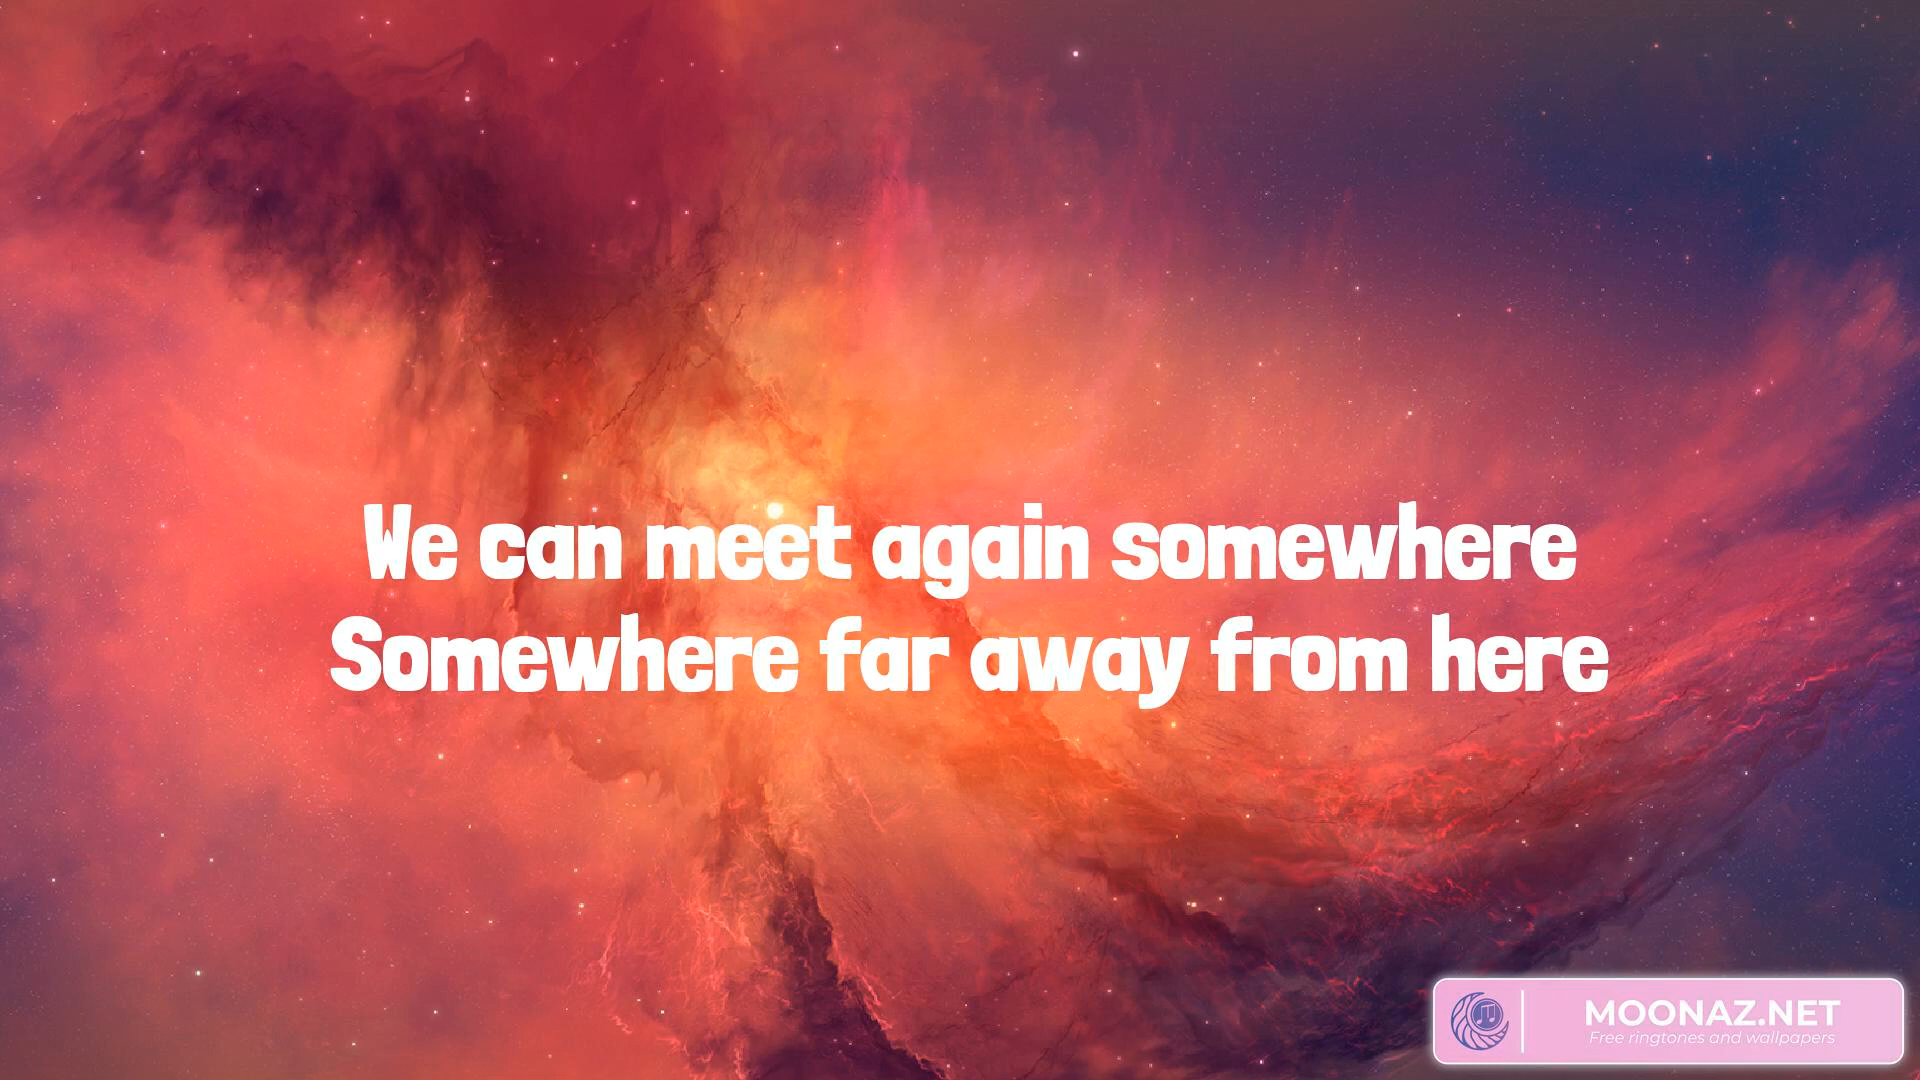 We can meet again somewhere
Somewhere far away from here
MOONAZ.NET
Free ringtones and wallpapers